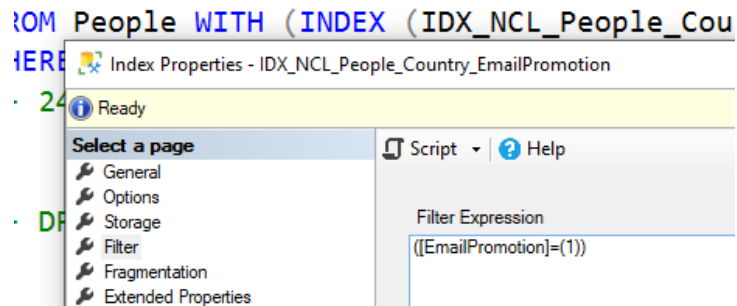 ROM People WITH (INDEX (IDX_NCL_People_Cou
HERE
Index Properties - IDX_NCL_People_Country_EmailPromotion
- 24
Ready
Select a page
Script
Help
General
Options
Storage
- DR
Filter Expression
Filter
([EmailPromotion]=(1))
Fragmentation
Extended Properties